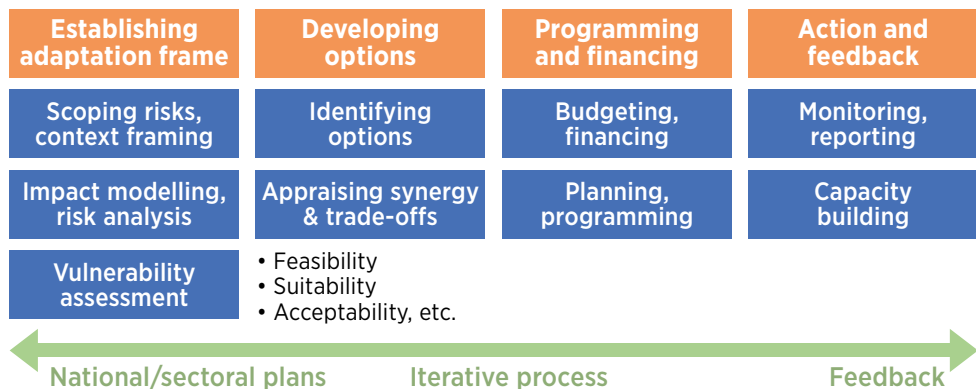 Establishing
adaptation frame
Developing
options
Programming
and financing
Action and
feedback
Scoping risks,
context framing
Identifying
options
Budgeting,
financing
Monitoring,
reporting
Impact modelling,
risk analysis
Appraising synergy
& trade-offs
Planning,
programming
Capacity
building
Vulnerability
assessment
• Feasibility
• Suitability
• Acceptability, etc.
National/sectoral plans
Iterative process
Feedback